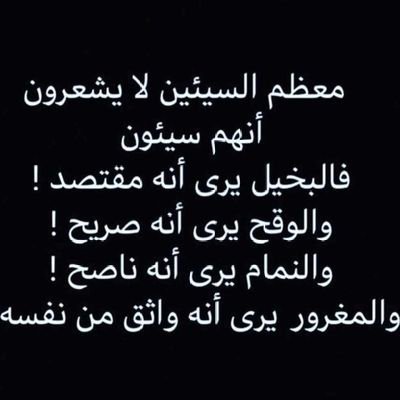 معظم السيئين لا يشعرون
أنهم سيئون
فالبخيل يرى أنه مقتصد !
والوقح يرى أنه صريح !
والنمام يرى أنه ناصح !
والمغرور يرى أنه واثق من نفسه